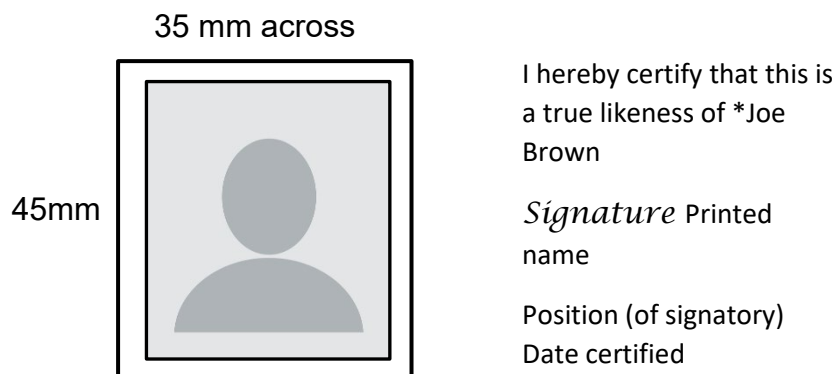 35 mm across
45mm
I hereby certify that this is
a true likeness of *Joe
Brown
Signature Printed
name
Position (of signatory)
Date certified